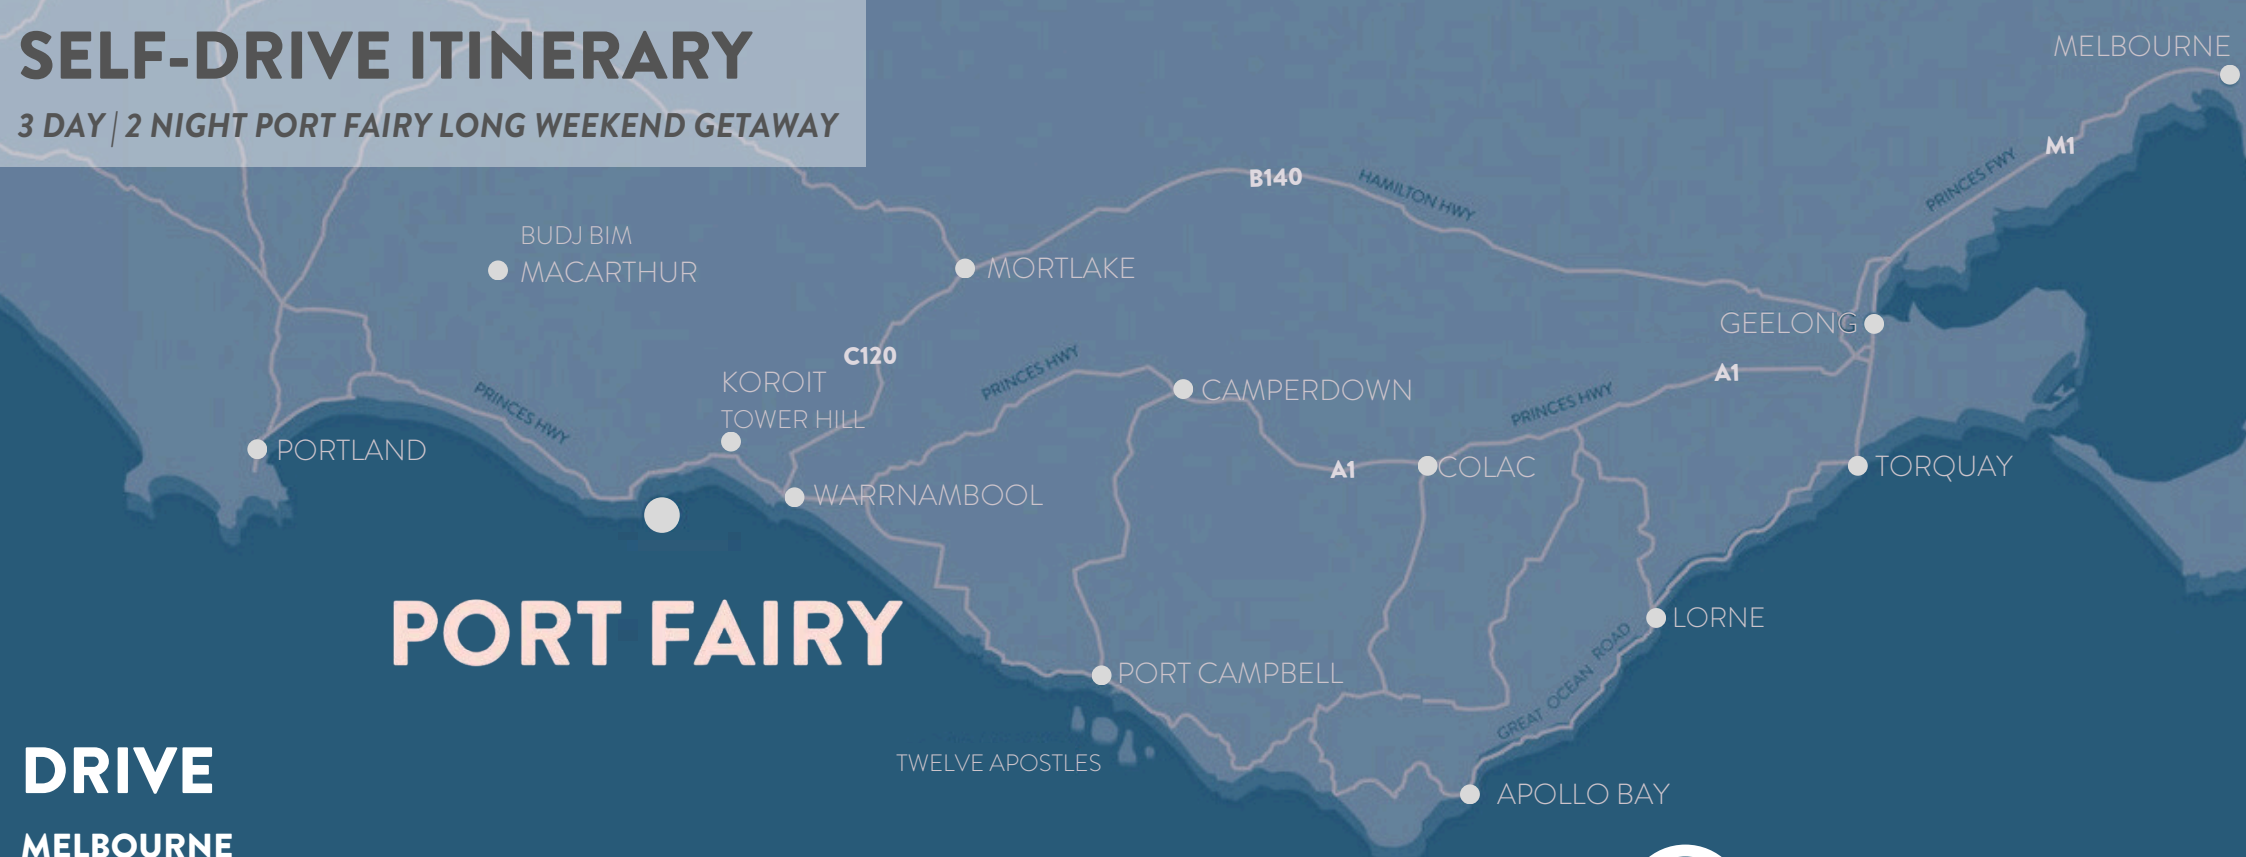 SELF-DRIVE ITINERARY
3 DAY | 2 NIGHT PORT FAIRY LONG WEEKEND GETAWAY
MELBOURNE
M1
PRINCES FWY
B140
HAMILTON HWY
BUDJ BIM
MACARTHUR
MORTLAKE
GEELONG
C120
PRINCES HWY
A1
KOROIT
TOWER HILL
CAMPERDOWN
PRINCES HWY
PRINCES HWY
PORTLAND
A1
COLAC
TORQUAY
WARRNAMBOOL
PORT FAIRY
LORNE
GREAT OCEAN ROAD
PORT CAMPBELL
TWELVE APOSTLES
APOLLO BAY
DRIVE
MELBOURNE